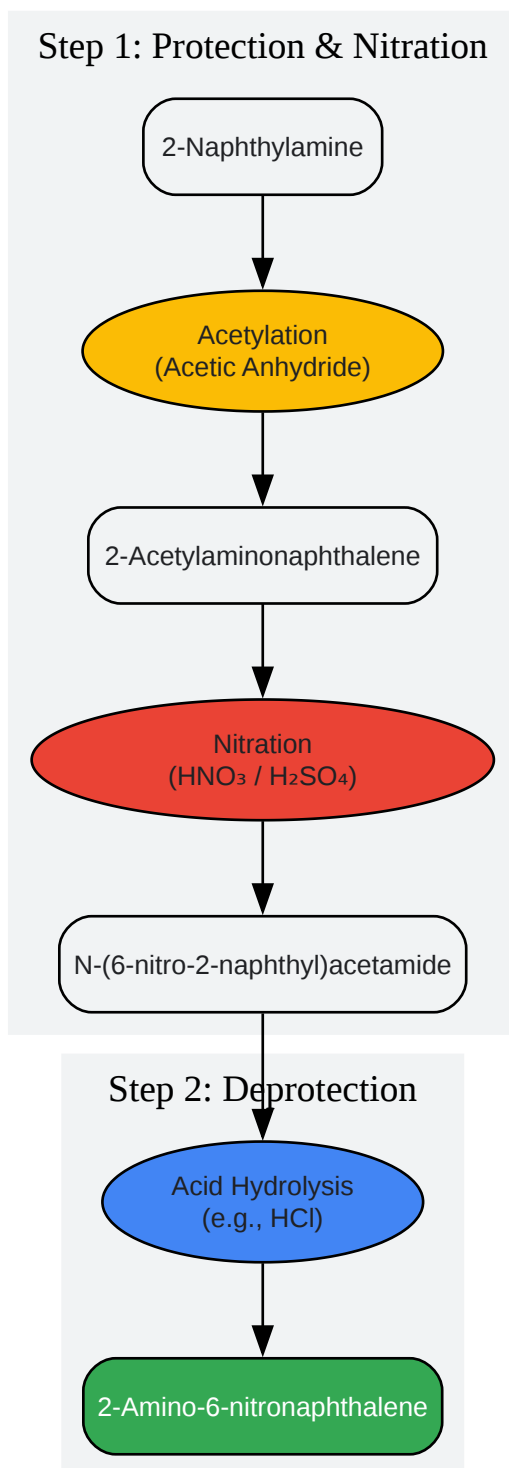 Step 1: Protection & Nitration
2-Naphthylamine
Acetylation
(Acetic Anhydride)
2-Acetylaminonaphthalene
Nitration
(HNO₃ / H₂SO₄)
N-(6-nitro-2-naphthyl)acetamide
Step 2: Deprotection
Acid Hydrolysis
(e.g., HCl)
2-Amino-6-nitronaphthalene